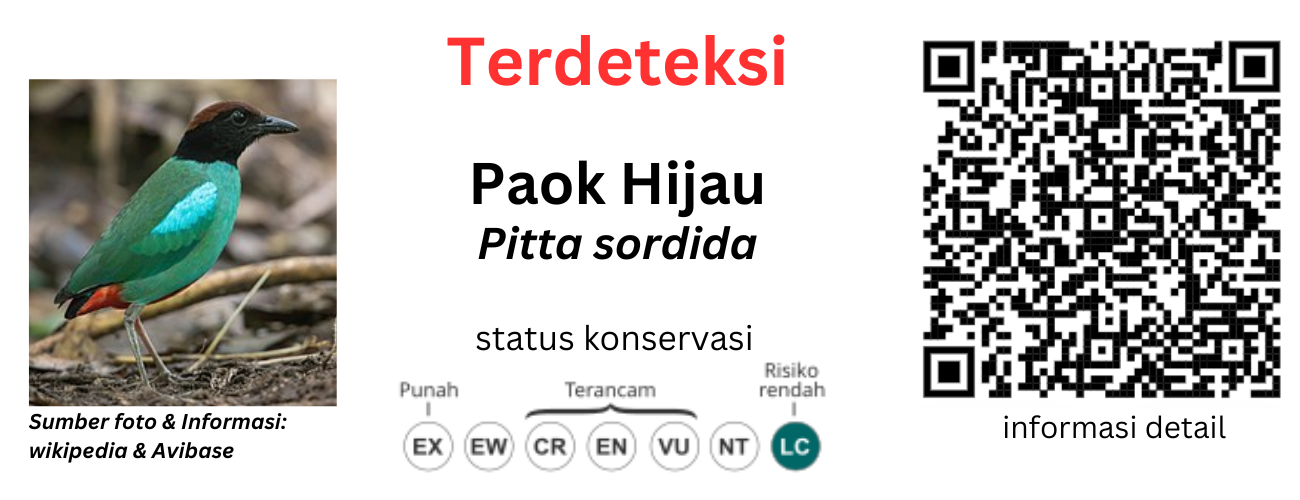 Terdeteksi
Paok Hijau
Pitta sordida
status konservasi
Punah
Terancam
Risiko
rendah
EX EW CR EN VU NT LC
Sumber foto & Informasi:
wikipedia & Avibase
informasi detail